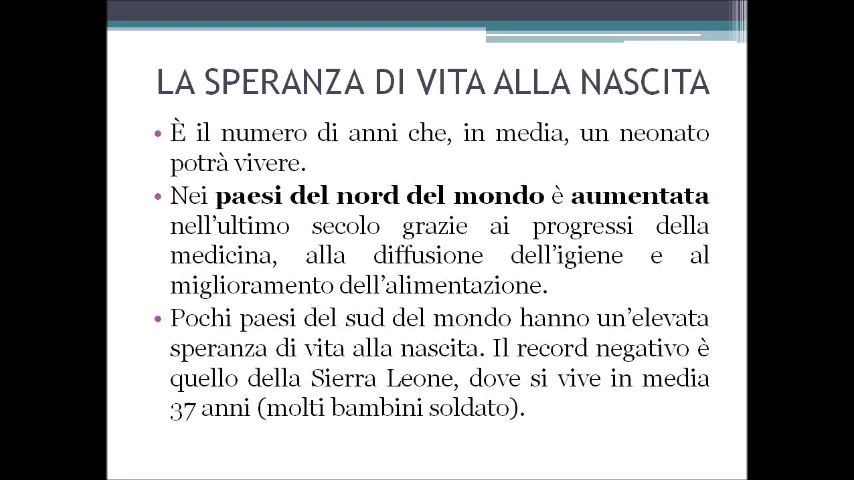 LA SPERANZA DI VITA ALLA NASCITA
• È il numero di anni che, in media, un neonato
potrà vivere.
• Nei paesi del nord del mondo è aumentata
nell’ultimo secolo grazie ai progressi della
medicina, alla diffusione dell’igiene e al
miglioramento dell’alimentazione.
• Pochi paesi del sud del mondo hanno un’elevata
speranza di vita alla nascita. Il record negativo è
quello della Sierra Leone, dove si vive in media
37 anni (molti bambini soldato).